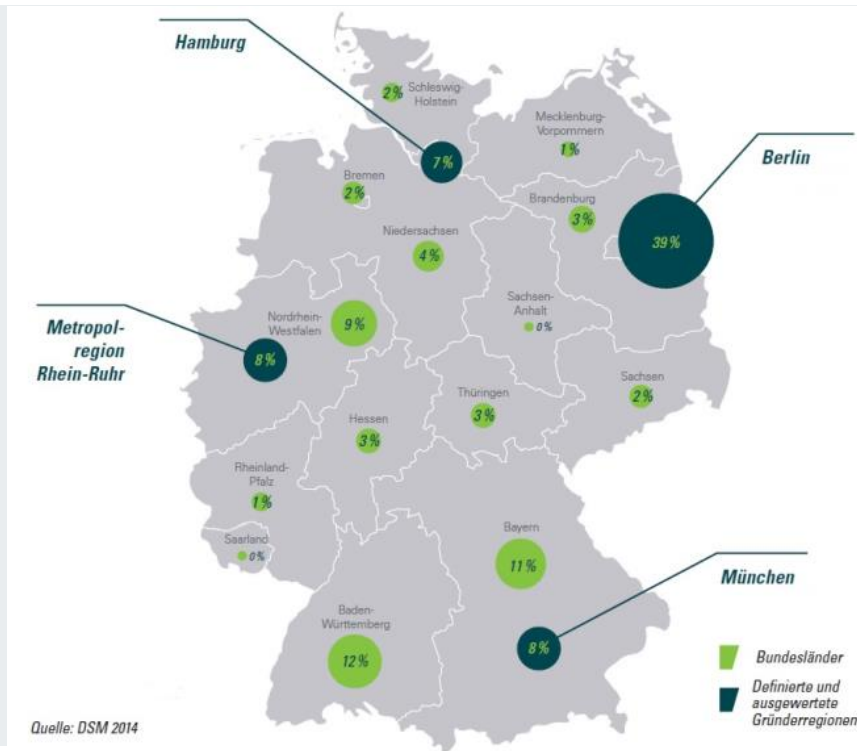 Hamburg
2%
Schleswig-
Holstein
Mecklenburg-
Vorpommern
1%
7%
Berlin
Bremen
2%
Brandenburg
3%
39%
Niedersachsen
4%
Sachsen-
Anhalt
0%
Nordrhein-
Westfalen
9%
Metropol-
region
Rhein-Ruhr
8%
Thüringen
3%
Sachsen
2%
Hessen
3%
Rheinland-
Pfalz
1%
Saarland
0%
Bayern
11%
München
8%
Baden-
Württemberg
12%
Bundesländer
Definierte und
ausgewertete
Gründerregionen
Quelle: DSM 2014